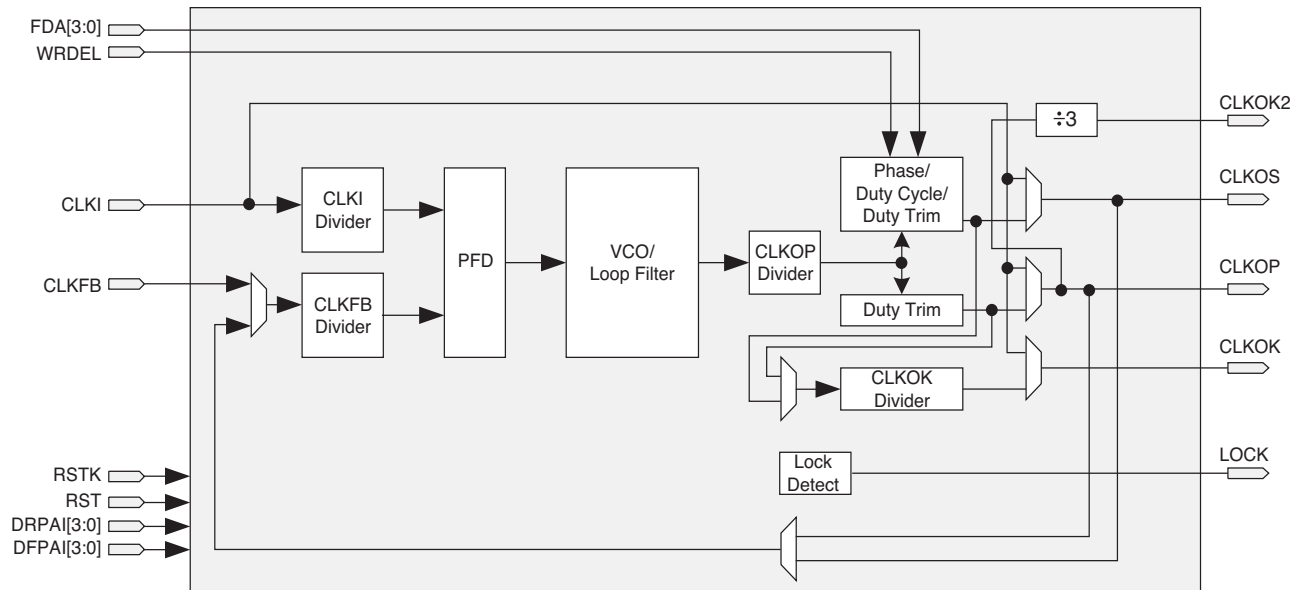 FDA[3:0]
WRDEL
CLKI
CLKFB
RSTK
RST
DRPAI[3:0]
DFPAI[3:0]
CLKI
Divider
CLKFB
Divider
PFD
VCO/
Loop Filter
CLKOP
Divider
Phase/
Duty Cycle/
Duty Trim
Duty Trim
CLKOK
Divider
Lock
Detect
÷3
CLKOK2
CLKOS
CLKOP
CLKOK
LOCK